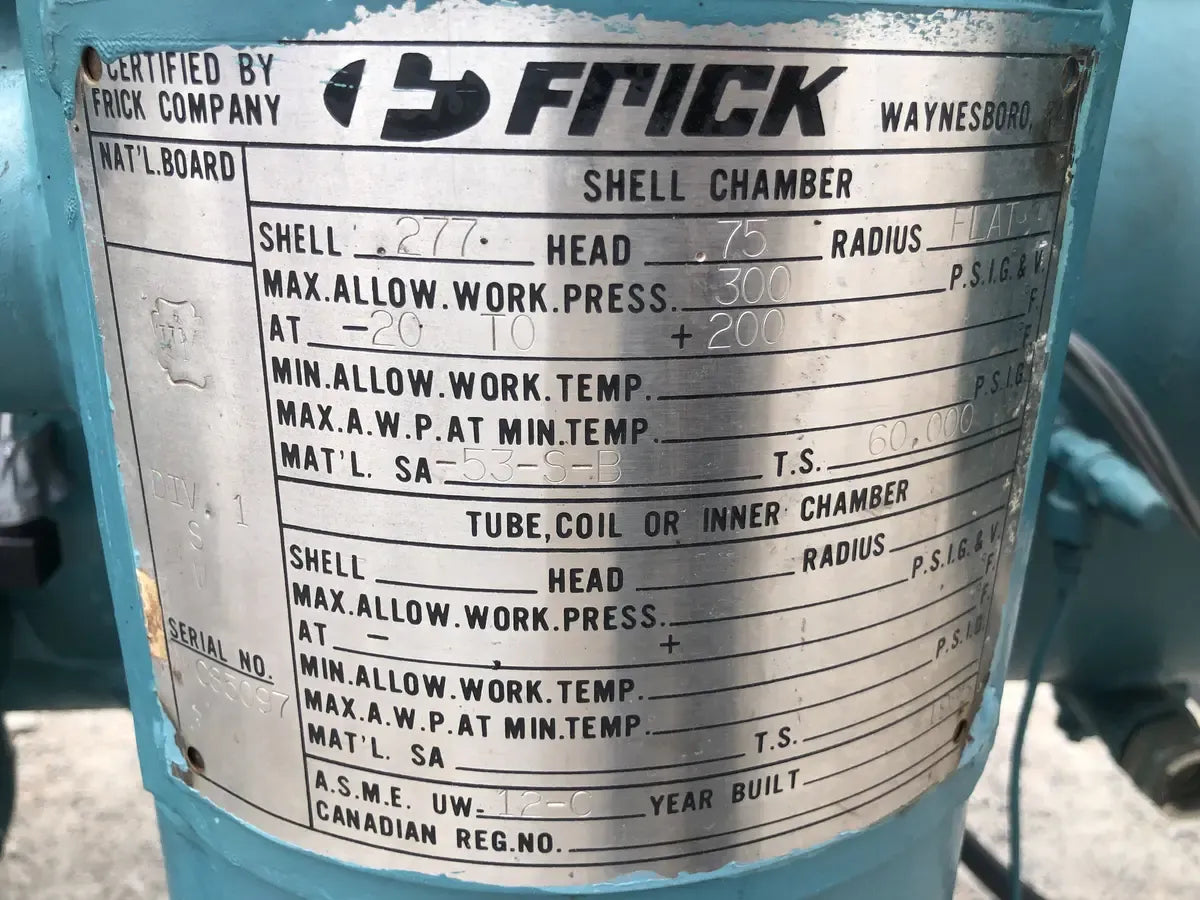 CERTIFIED BY
FRICK COMPANY
FRICK
WAYNESBORO,
NAT'L.BOARD
SHELL CHAMBER
SHELL .277 HEAD .75 RADIUS FLAT
MAX.ALLOW.WORK.PRESS. 300 P.S.I.G.& V.
AT -20 TO +200 F.
MIN.ALLOW.WORK.TEMP. F.
MAX.A.W.P.AT MIN.TEMP. P.S.I.G.
MAT'L. SA-53-S-B T.S. 60,000
DIV. 1
S
TUBE,COIL OR INNER CHAMBER
SHELL HEAD RADIUS
MAX.ALLOW.WORK.PRESS. P.S.I.G.& V.
AT - + F.
MIN.ALLOW.WORK.TEMP. F.
MAX.A.W.P.AT MIN.TEMP. P.S.I.G.
MAT'L. SA T.S.
SERIAL NO.
S
A.S.M.E. UW-12-C YEAR BUILT
CANADIAN REG.NO.